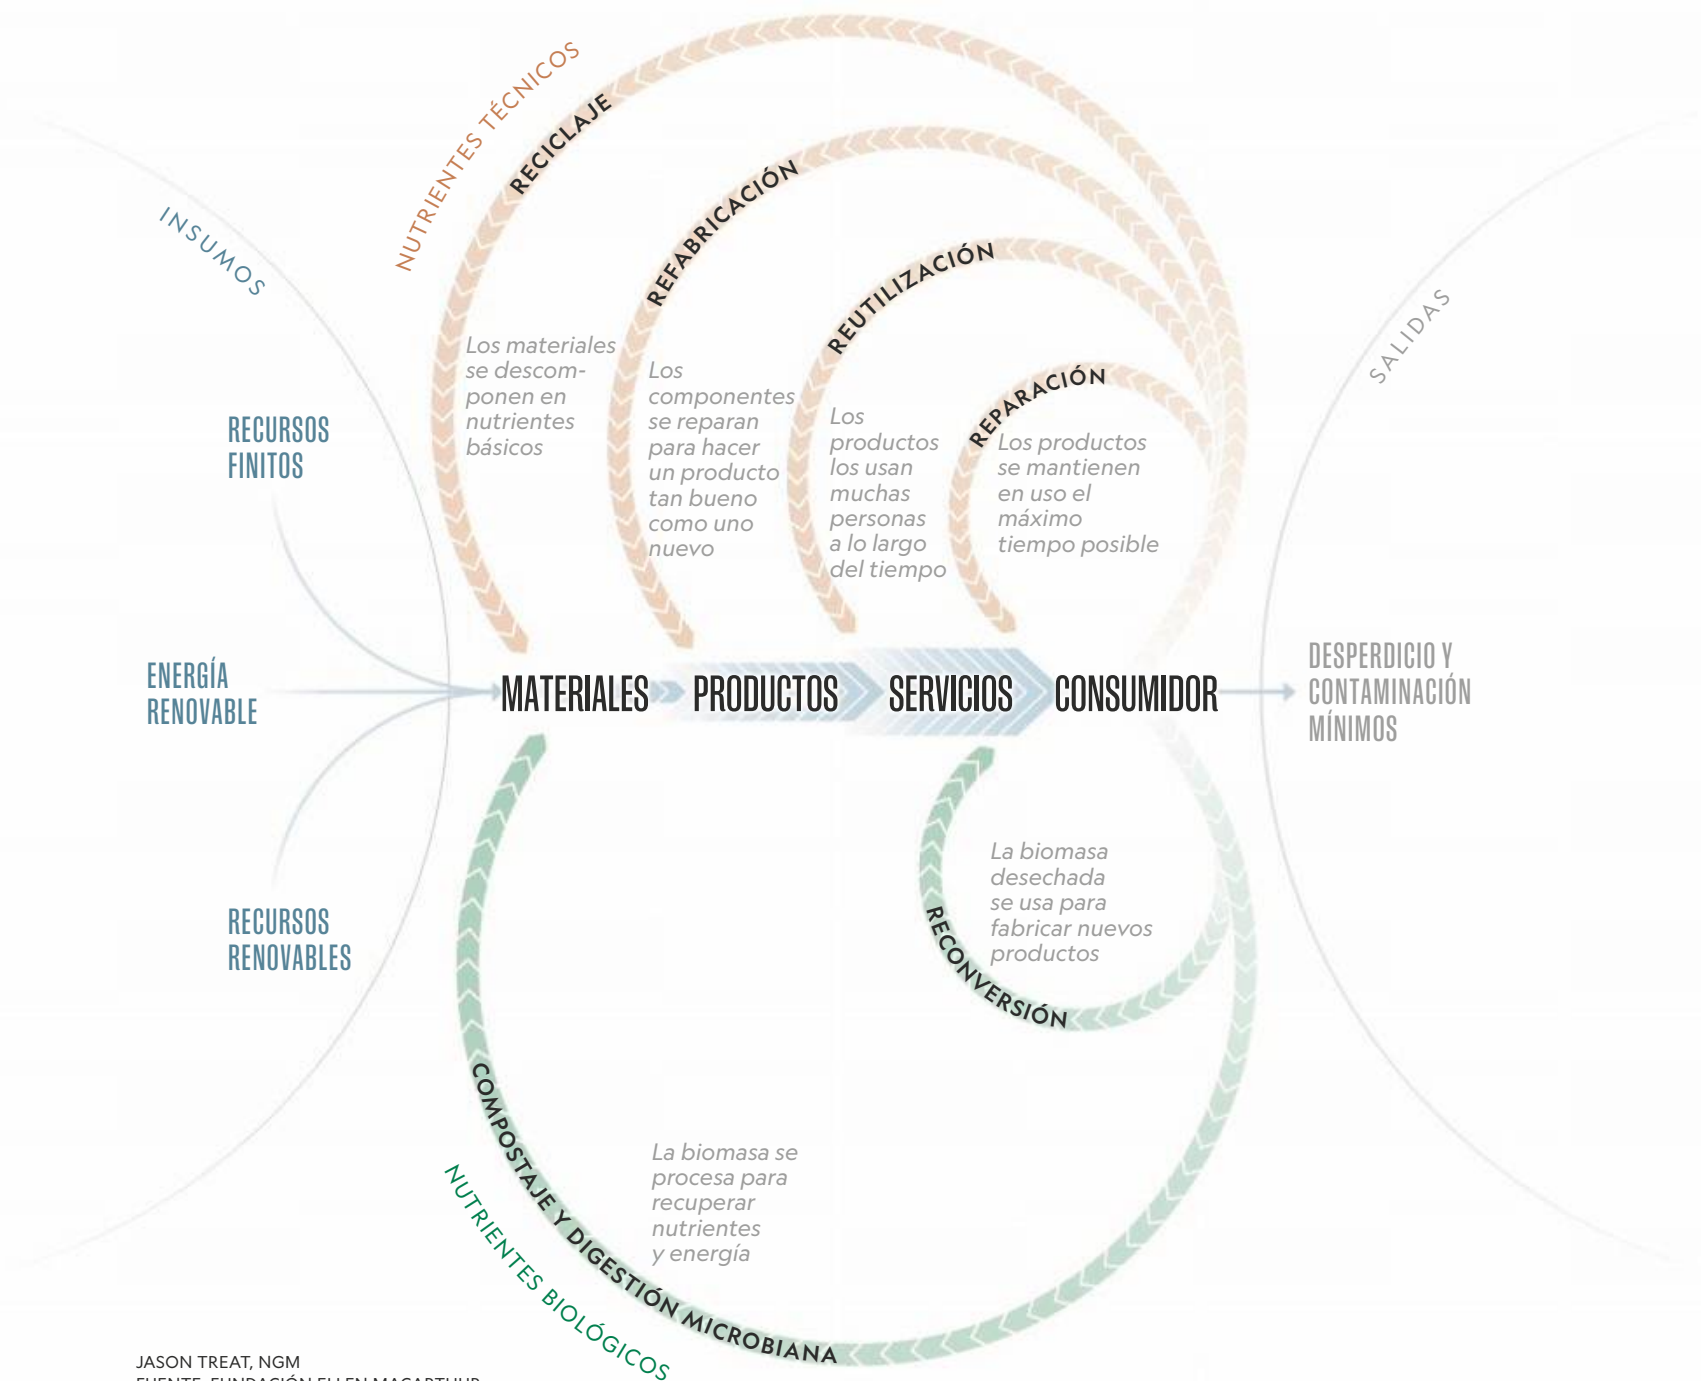 NUTRIENTES TÉCNICOS
RECICLAJE
REFABRICACIÓN
REUTILIZACIÓN
REPARACIÓN
INSUMOS
SALIDAS
Los materiales
se descom-
ponen en
nutrientes
básicos
Los
componentes
se reparan
para hacer
un producto
tan bueno
como uno
nuevo
Los
productos
los usan
muchas
personas
a lo largo
del tiempo
Los productos
se mantienen
en uso el
máximo
tiempo posible
RECURSOS
FINITOS
ENERGÍA
RENOVABLE
RECURSOS
RENOVABLES
MATERIALES
PRODUCTOS
SERVICIOS
CONSUMIDOR
DESPERDICIO Y
CONTAMINACIÓN
MÍNIMOS
La biomasa
desechada
se usa para
fabricar nuevos
productos
RECONVERSIÓN
COMPOSTAJE Y DIGESTIÓN MICROBIANA
La biomasa se
procesa para
recuperar
nutrientes
y energía
NUTRIENTES BIOLÓGICOS
JASON TREAT, NGM
FUENTE: FUNDACIÓN ELLEN MACARTHUR